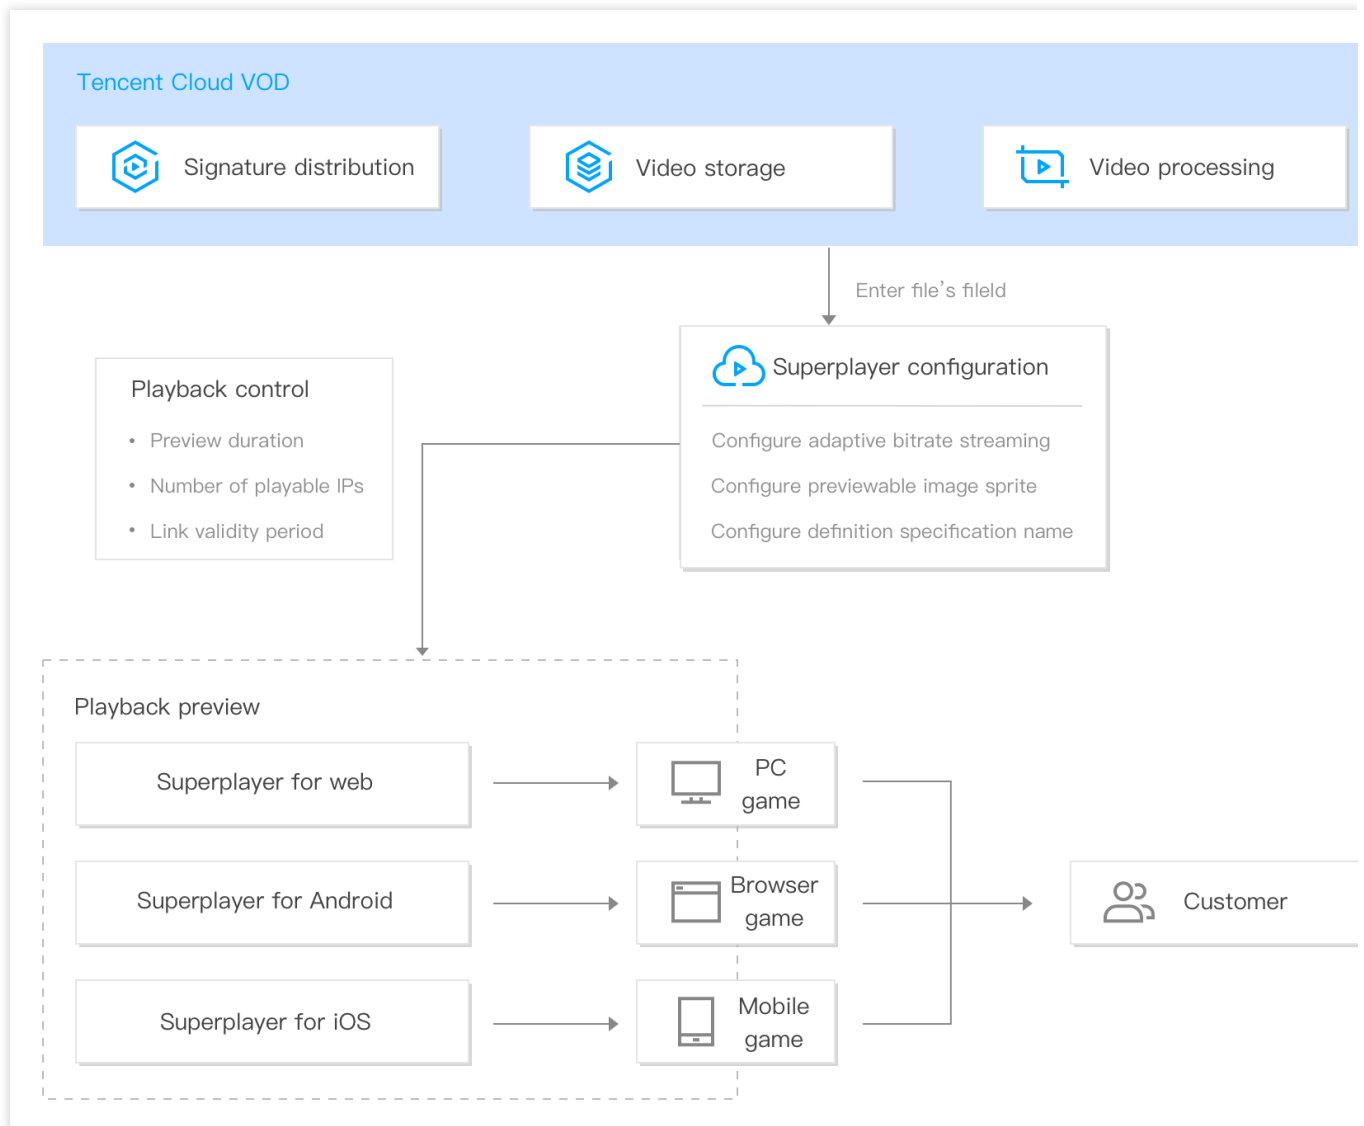 Tencent Cloud VOD
Signature distribution
Video storage
Video processing
Enter file's fileId
Superplayer configuration
Configure adaptive bitrate streaming
Configure previewable image sprite
Configure definition specification name
Playback control
• Preview duration
• Number of playable IPs
• Link validity period
Playback preview
Superplayer for web
PC
game
Superplayer for Android
Browser
game
Superplayer for iOS
Mobile
game
Customer